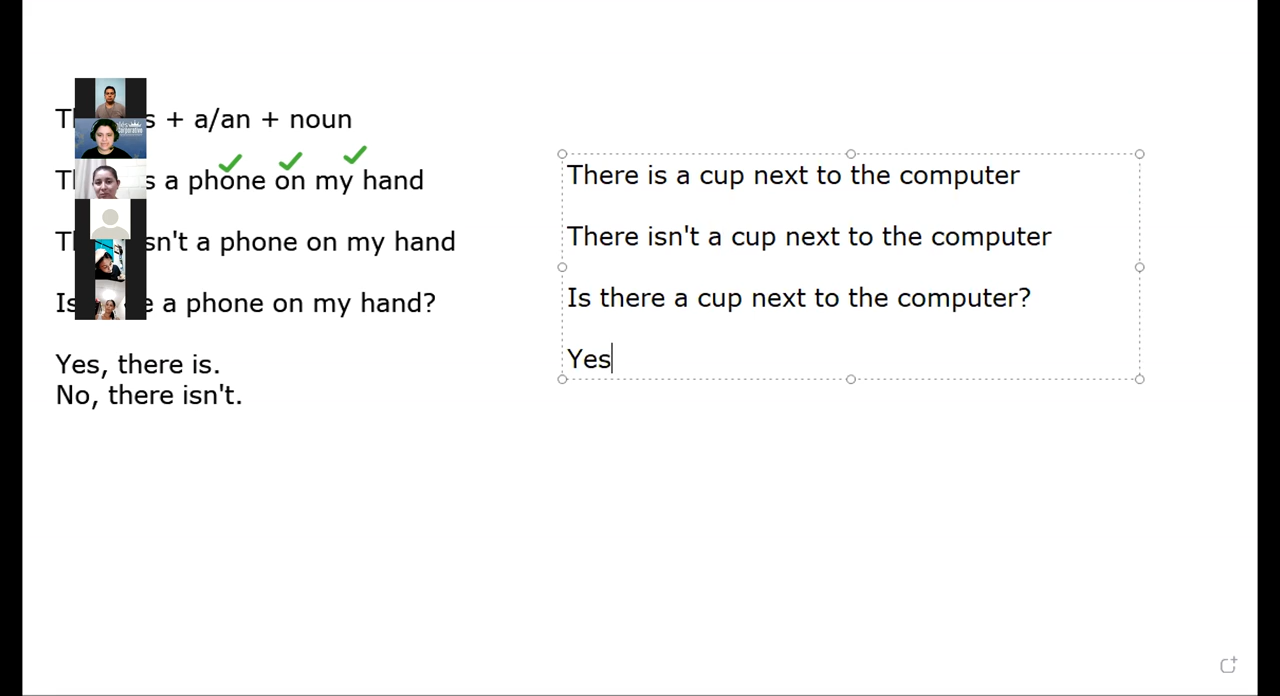 s + a/an + noun
s a phone on my hand
sn't a phone on my hand
Is e a phone on my hand?
Yes, there is.
No, there isn't.
There is a cup next to the computer
There isn't a cup next to the computer
Is there a cup next to the computer?
Yes